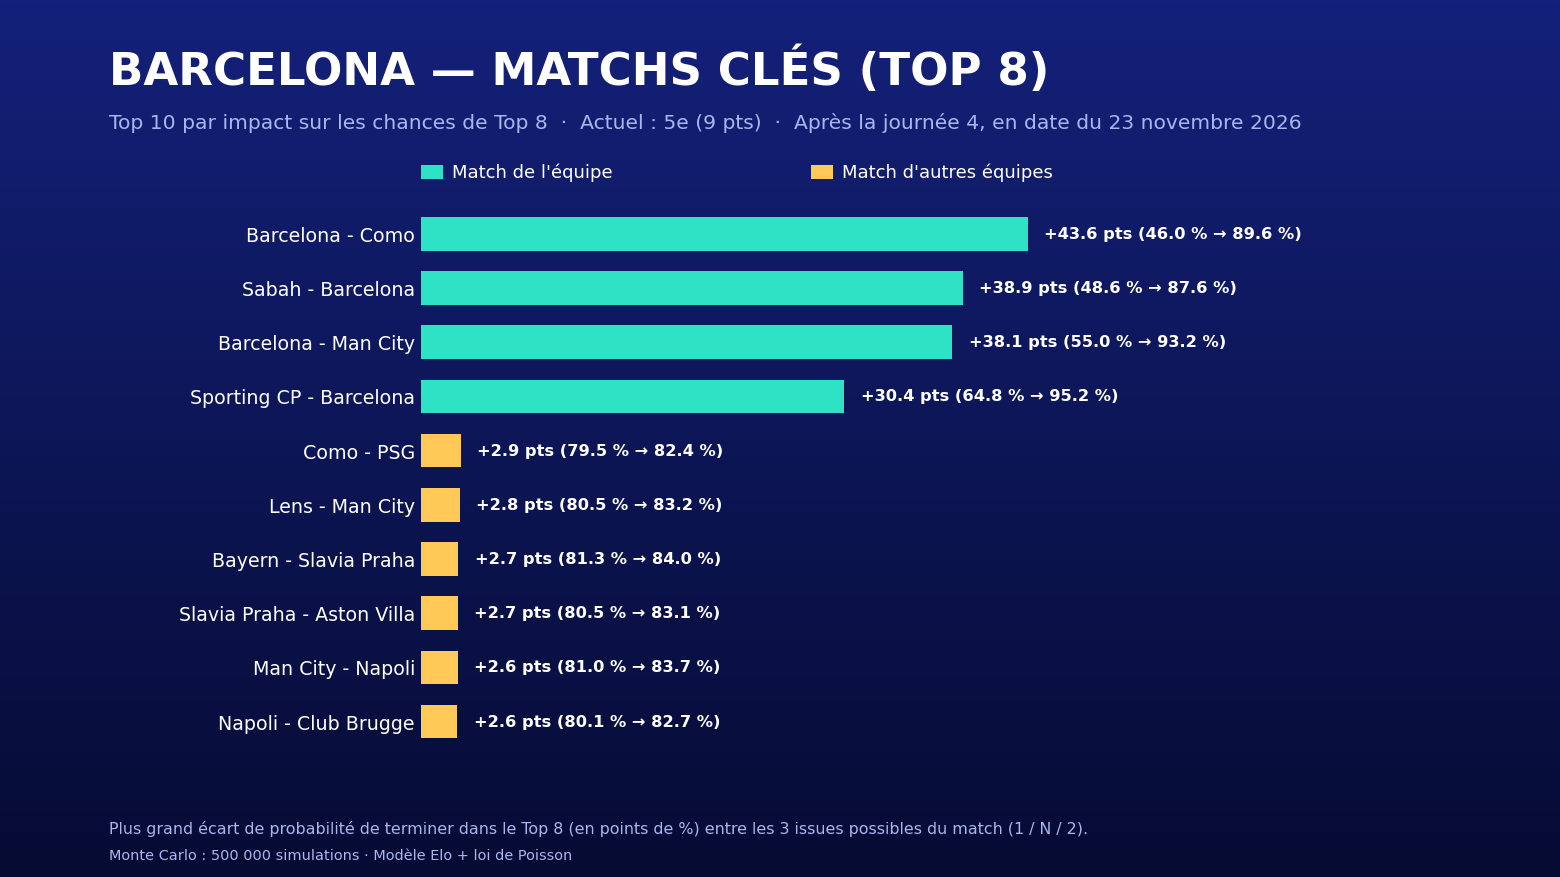 BARCELONA — MATCHS CLÉS (TOP 8)
Top 10 par impact sur les chances de Top 8 · Actuel : 5e (9 pts) · Après la journée 4, en date du 23 novembre 2026
Match de l'équipe
Match d'autres équipes
Barcelona - Como +43.6 pts (46.0 % → 89.6 %)
Sabah - Barcelona +38.9 pts (48.6 % → 87.6 %)
Barcelona - Man City +38.1 pts (55.0 % → 93.2 %)
Sporting CP - Barcelona +30.4 pts (64.8 % → 95.2 %)
Como - PSG +2.9 pts (79.5 % → 82.4 %)
Lens - Man City +2.8 pts (80.5 % → 83.2 %)
Bayern - Slavia Praha +2.7 pts (81.3 % → 84.0 %)
Slavia Praha - Aston Villa +2.7 pts (80.5 % → 83.1 %)
Man City - Napoli +2.6 pts (81.0 % → 83.7 %)
Napoli - Club Brugge +2.6 pts (80.1 % → 82.7 %)
Plus grand écart de probabilité de terminer dans le Top 8 (en points de %) entre les 3 issues possibles du match (1 / N / 2).
Monte Carlo : 500 000 simulations · Modèle Elo + loi de Poisson